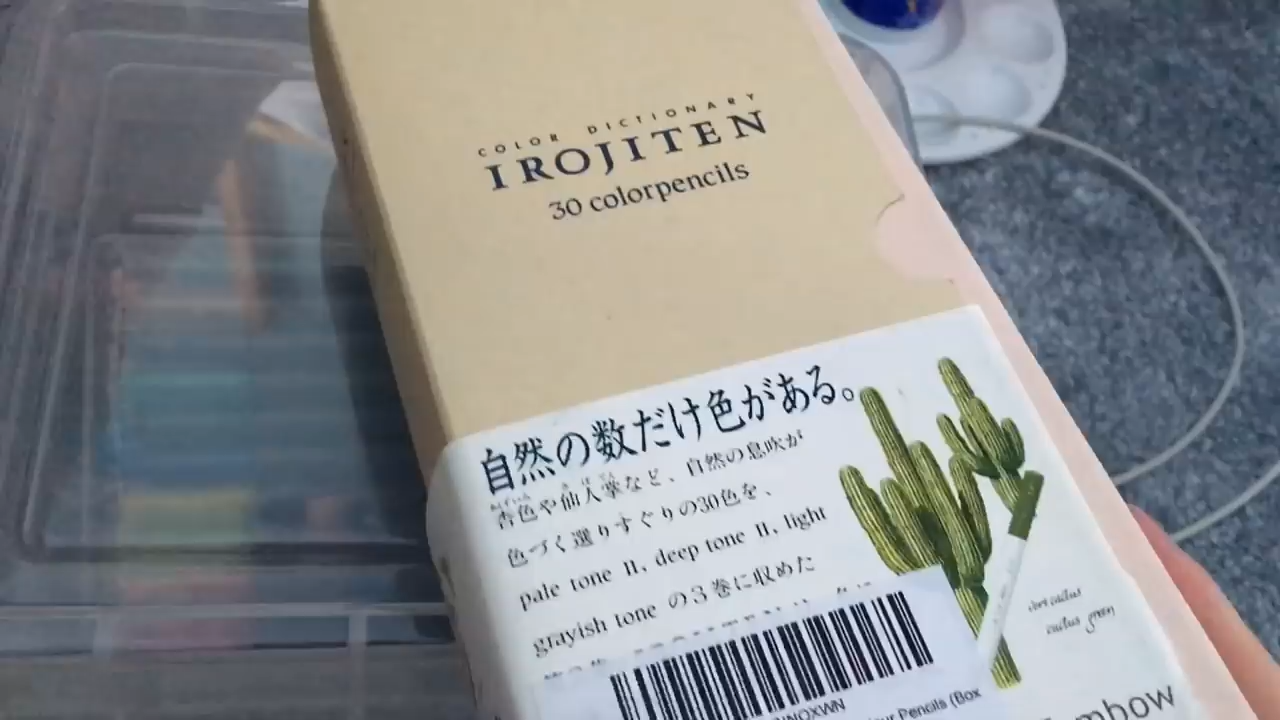 COLOR DICTIONARY
IROJITEN
30 colorpencils
自然の数だけ色がある。
杏色や仙人掌など、自然の息吹が
色づく選りすぐりの30色を、
pale tone II、deep tone II、light
grayish tone の3巻に収めた
cactus green
Pencils (Box